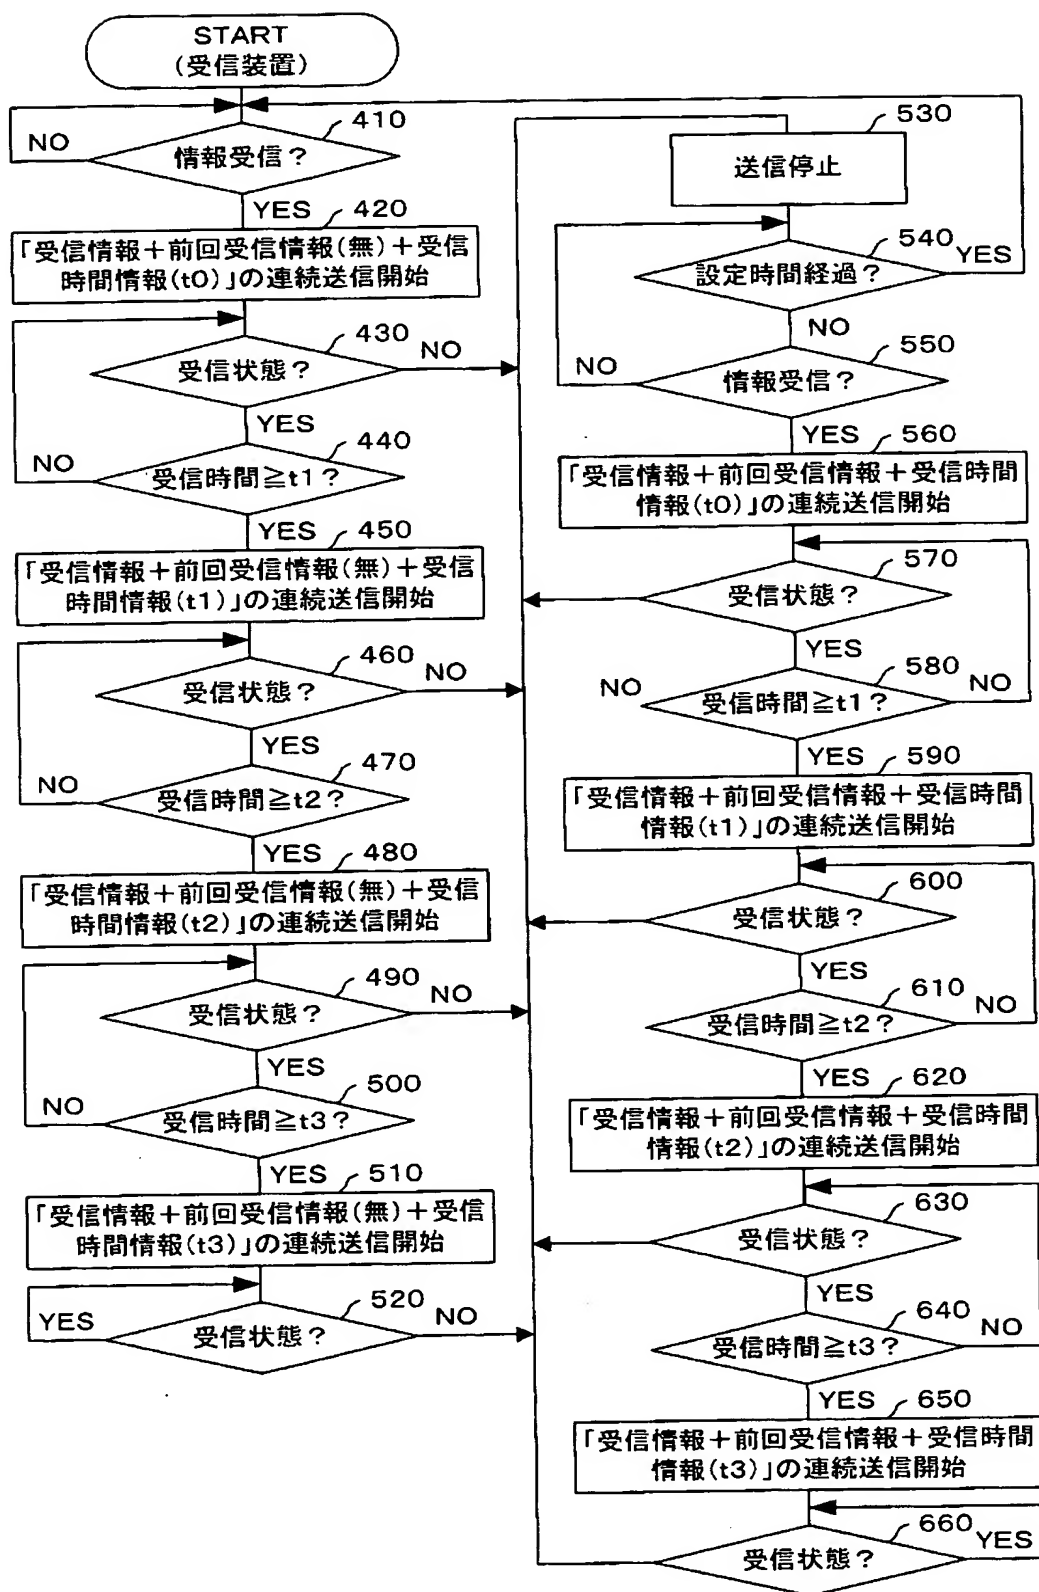 START
(受信装置)
410
NO
情報受信？
YES
420
「受信情報＋前回受信情報(無)＋受信
時間情報(t0)」の連続送信開始
430
NO
受信状態？
YES
440
NO
受信時間≧t1？
YES
450
「受信情報＋前回受信情報(無)＋受信
時間情報(t1)」の連続送信開始
460
NO
受信状態？
YES
470
NO
受信時間≧t2？
YES
480
「受信情報＋前回受信情報(無)＋受信
時間情報(t2)」の連続送信開始
490
NO
受信状態？
YES
500
NO
受信時間≧t3？
YES
510
「受信情報＋前回受信情報(無)＋受信
時間情報(t3)」の連続送信開始
520
YES
NO
受信状態？
530
送信停止
540
YES
設定時間経過？
NO
550
NO
情報受信？
YES
560
「受信情報＋前回受信情報＋受信時間
情報(t0)」の連続送信開始
570
受信状態？
YES
580
NO
NO
受信時間≧t1？
YES
590
「受信情報＋前回受信情報＋受信時間
情報(t1)」の連続送信開始
600
受信状態？
YES
610
NO
受信時間≧t2？
YES
620
「受信情報＋前回受信情報＋受信時間
情報(t2)」の連続送信開始
630
受信状態？
YES
640
NO
受信時間≧t3？
YES
650
「受信情報＋前回受信情報＋受信時間
情報(t3)」の連続送信開始
660
YES
受信状態？